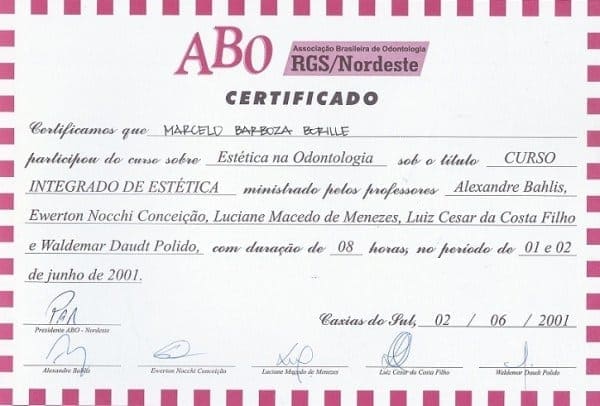 ABO
Associação Brasileira de Odontologia
RGS/Nordeste
CERTIFICADO
Certificamos que MARCELO BARBOZA BORILLE
participou do curso sobre Estética na Odontologia sob o título CURSO
INTEGRADO DE ESTÉTICA ministrado pelos professores Alexandre Bahlis,
Ewerton Nocchi Conceição, Luciane Macedo de Menezes, Luiz Cesar da Costa Filho
e Waldemar Daudt Polido, com duração de 08 horas, no período de 01 e 02
de junho de 2001.
Caxias do Sul, 02 / 06 / 2001
Presidente ABO - Nordeste
Alexandre Bahlis Ewerton Nocchi Conceição Luciane Macedo de Menezes Luiz Cesar da Costa Filho Waldemar Daudt Polido